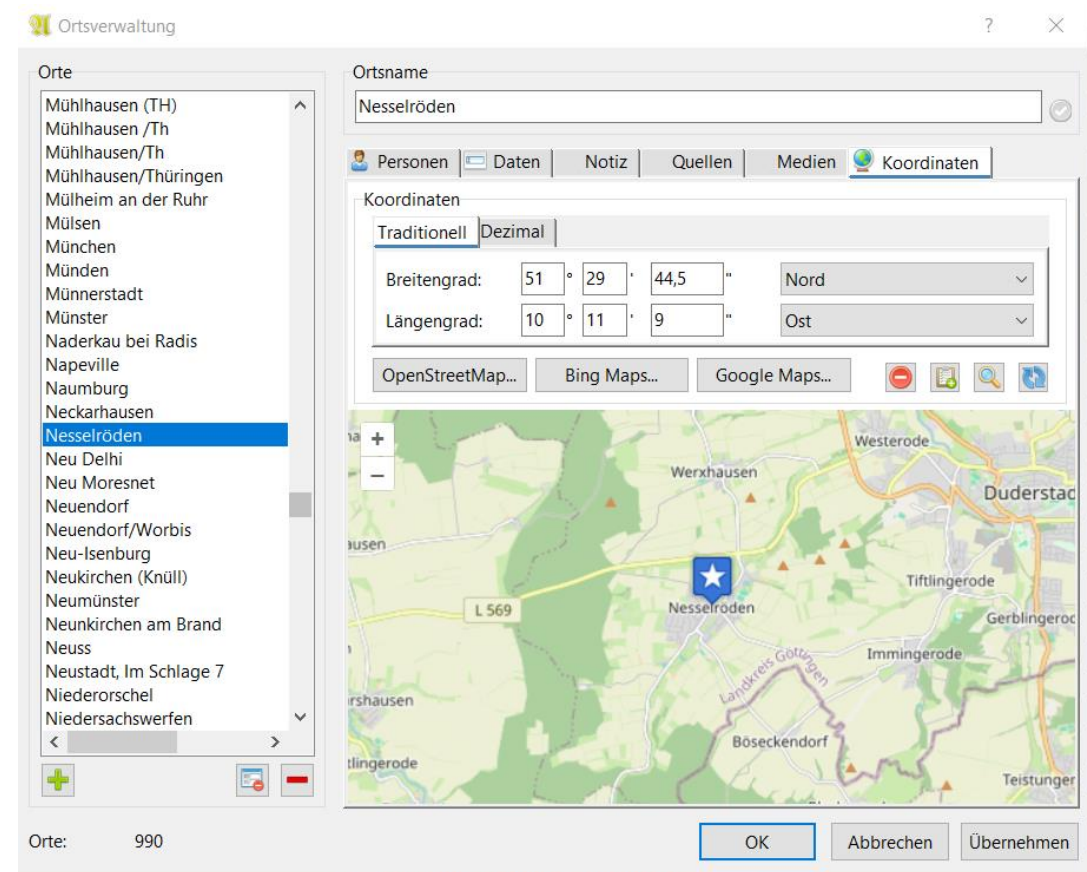 Ortsverwaltung
?
Orte
Mühlhausen (TH)
Mühlhausen /Th
Mühlhausen/Th
Mühlhausen/Thüringen
Mülheim an der Ruhr
Mülsen
München
Münden
Münnerstadt
Münster
Naderkau bei Radis
Napeville
Naumburg
Neckarhausen
Nesselröden
Neu Delhi
Neu Moresnet
Neuendorf
Neuendorf/Worbis
Neu-Isenburg
Neukirchen (Knüll)
Neumünster
Neunkirchen am Brand
Neuss
Neustadt, Im Schlage 7
Niederorschel
Niedersachswerfen
Orte: 990
Ortsname
Nesselröden
Personen Daten Notiz Quellen Medien Koordinaten
Koordinaten
Traditionell Dezimal
Breitengrad: 51 ° 29 ' 44,5 " Nord
Längengrad: 10 ° 11 ' 9 " Ost
OpenStreetMap... Bing Maps... Google Maps...
+
−
Westerode
Werxhausen
Duderstad
ausen
Tiftlingerode
L 569
Nesselröden
Gerblingeroc
Immingerode
Landkreis Göttingen
rshausen
Böseckendorf
tlingerode
Teistunger
OK Abbrechen Übernehmen